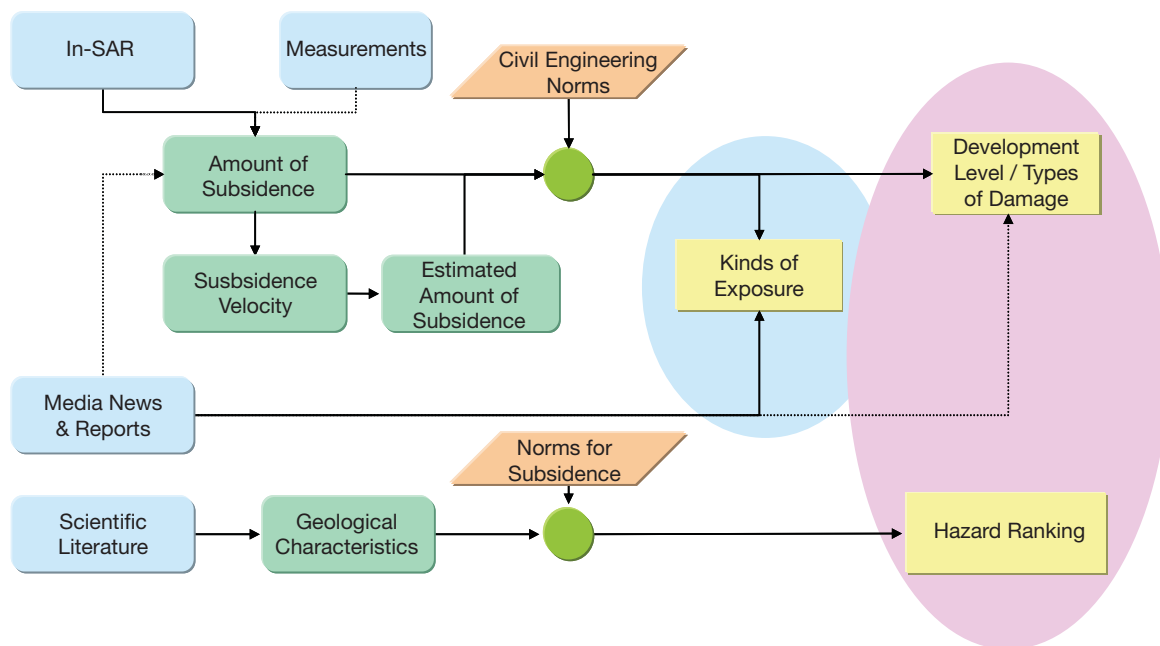 In-SAR
Measurements
Civil Engineering
Norms
Amount of
Subsidence
Development
Level / Types
of Damage
Susbsidence
Velocity
Estimated
Amount of
Subsidence
Kinds of
Exposure
Media News
& Reports
Norms for
Subsidence
Scientific
Literature
Geological
Characteristics
Hazard Ranking